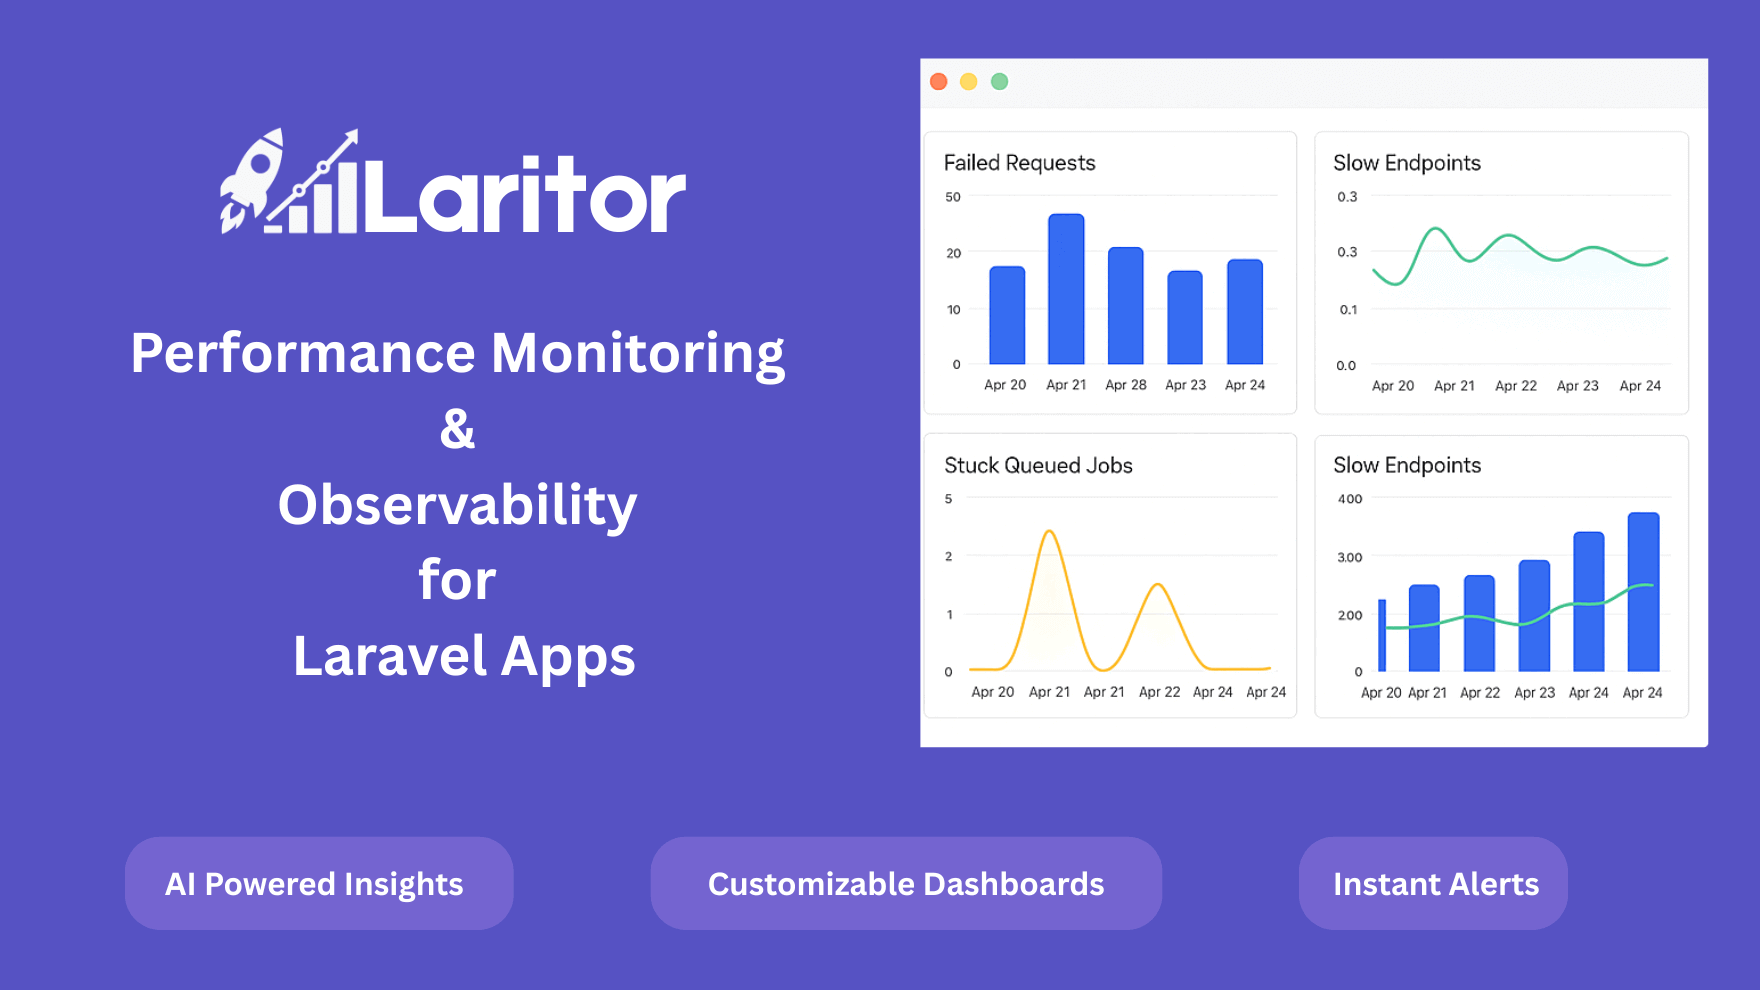 Laritor
Performance Monitoring
&
Observability
for
Laravel Apps
Failed Requests
50
20
10
0
Apr 20 Apr 21 Apr 28 Apr 23 Apr 24
Slow Endpoints
0.3
0.3
0.1
0.0
Apr 20 Apr 21 Apr 22 Apr 23 Apr 24
Stuck Queued Jobs
5
2
1
0
Apr 20 Apr 21 Apr 21 Apr 22 Apr 24 Apr 24
Slow Endpoints
400
3.00
200
0
Apr 20 Apr 21 Apr 22 Apr 23 Apr 24 Apr 24
AI Powered Insights
Customizable Dashboards
Instant Alerts